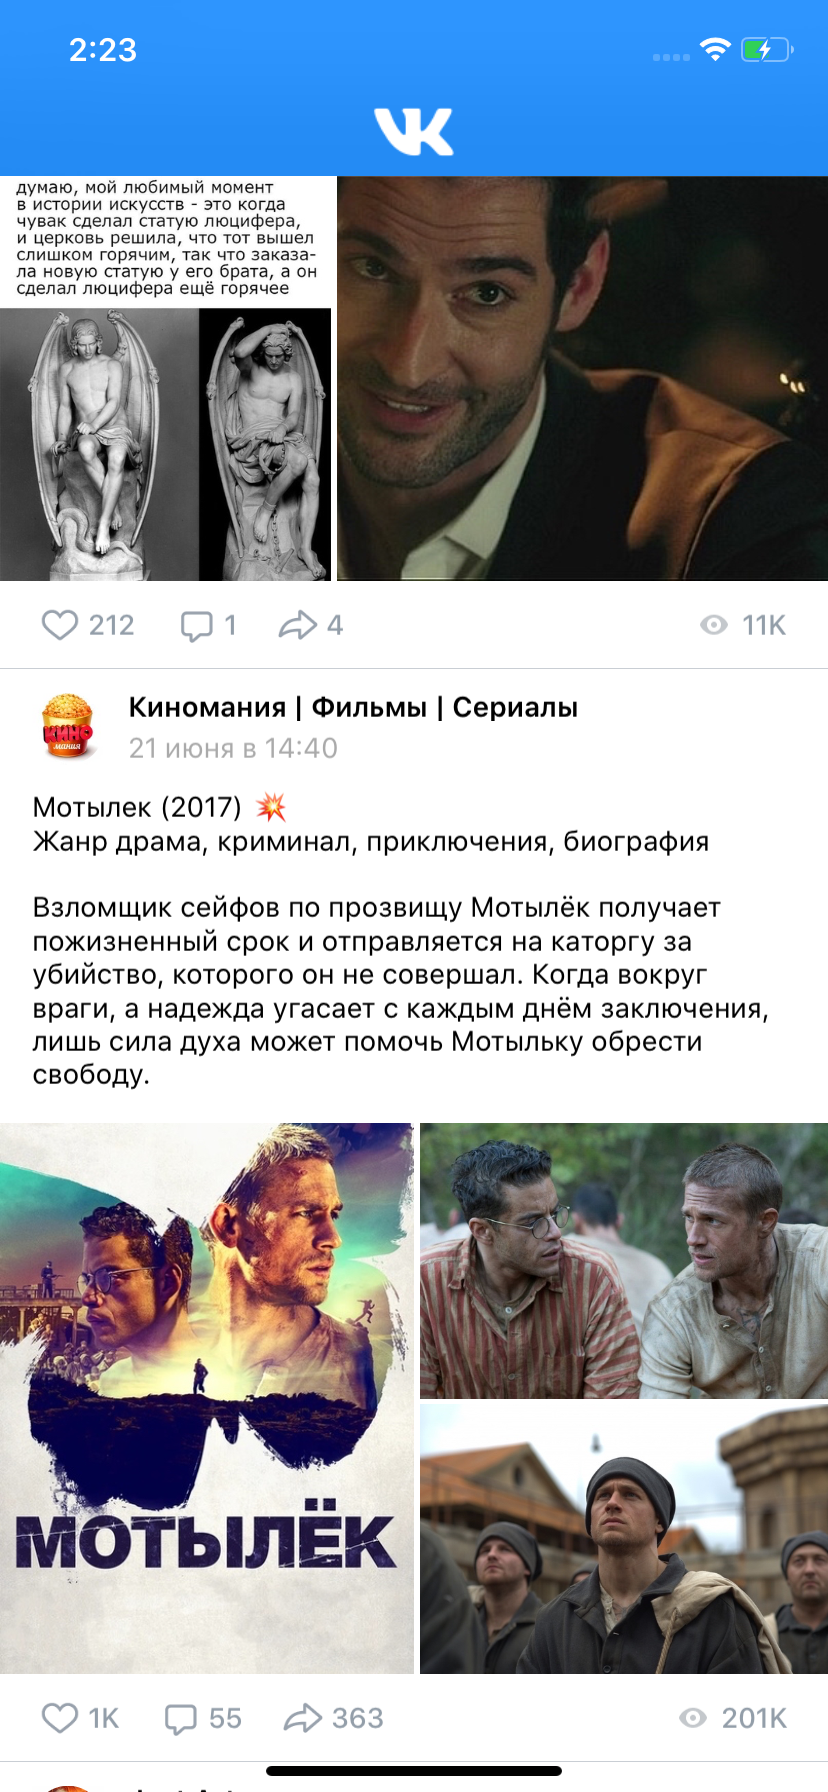 2:23
VK
думаю, мой любимый момент
в истории искусств - это когда
чувак сделал статую люцифера,
и церковь решила, что тот вышел
слишком горячим, так что заказа-
ла новую статую у его брата, а он
сделал люцифера ещё горячее
212 1 4 11K
Киномания | Фильмы | Сериалы
КИНО
мания
21 июня в 14:40
Мотылек (2017) 💥
Жанр драма, криминал, приключения, биография
Взломщик сейфов по прозвищу Мотылёк получает
пожизненный срок и отправляется на каторгу за
убийство, которого он не совершал. Когда вокруг
враги, а надежда угасает с каждым днём заключения,
лишь сила духа может помочь Мотыльку обрести
свободу.
МОТЫЛЁК
1K 55 363 201K